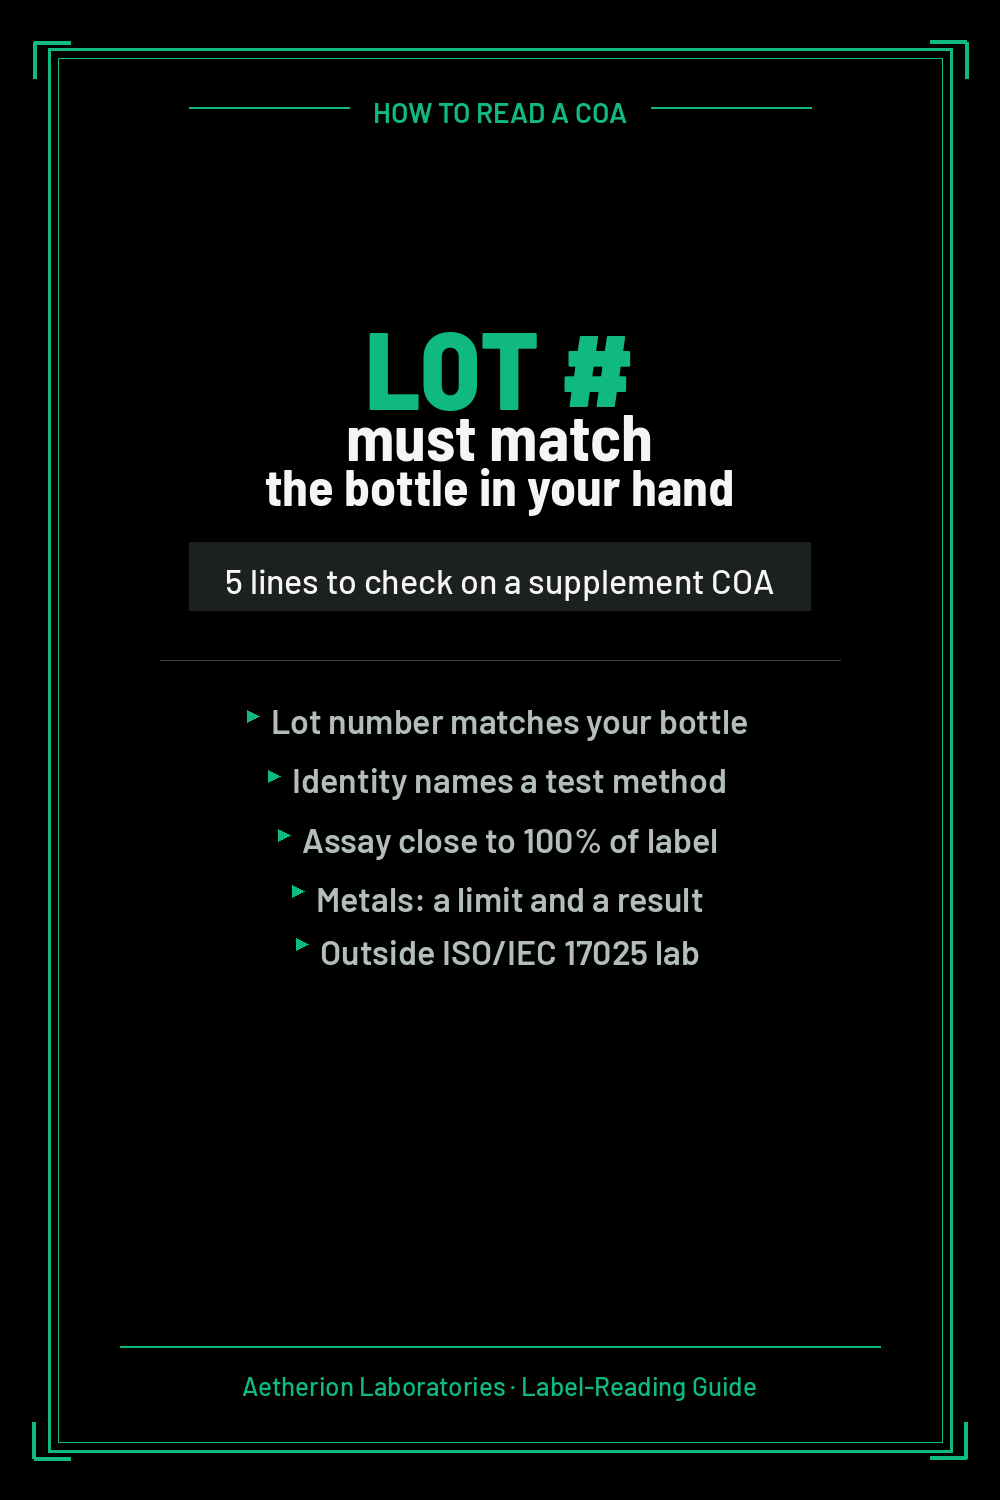 HOW TO READ A COA
LOT #
must match
the bottle in your hand
5 lines to check on a supplement COA
Lot number matches your bottle
Identity names a test method
Assay close to 100% of label
Metals: a limit and a result
Outside ISO/IEC 17025 lab
Aetherion Laboratories · Label-Reading Guide